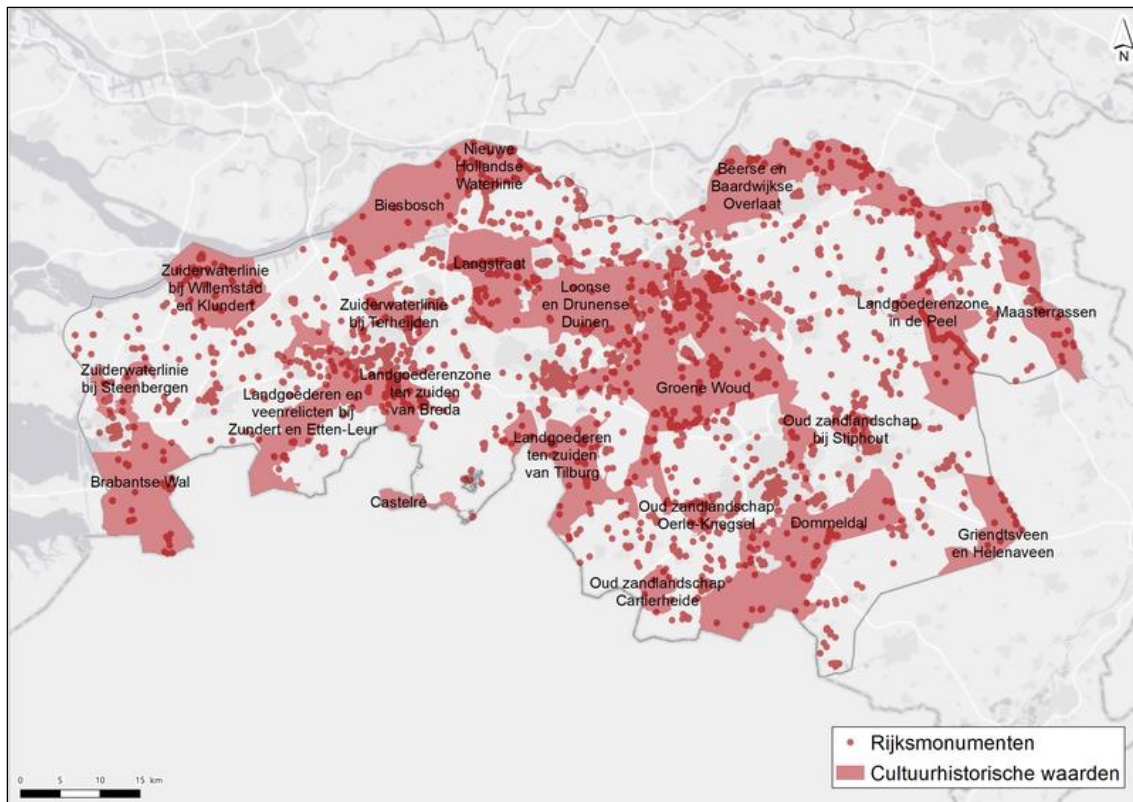 N
Nieuwe
Hollandse
Waterlinie
Beerse en
Baardwijkse
Overlaat
Biesbosch
Zuiderwaterlinie
bij Willemstad
en Klundert
Langstraat
Loonse
en Drunense
Duinen
Zuiderwaterlinie
bij Terheijden
Landgoederenzone
in de Peel
Maasterrassen
Zuiderwaterlinie
bij Steenbergen
Landgoederen en
veenrelicten bij
Zundert en Etten-Leur
Landgoederenzone
ten zuiden
van Breda
Groene Woud
Landgoederen
ten zuiden
van Tilburg
Oud zandlandschap
bij Stiphout
Brabantse Wal
Castelré
Oud zandlandschap
Oerle-Knegsel
Dommeldal
Griendtsveen
en Helenaveen
Oud zandlandschap
Cartierheide
Rijksmonumenten
Cultuurhistorische waarden
0 5 10 15 km